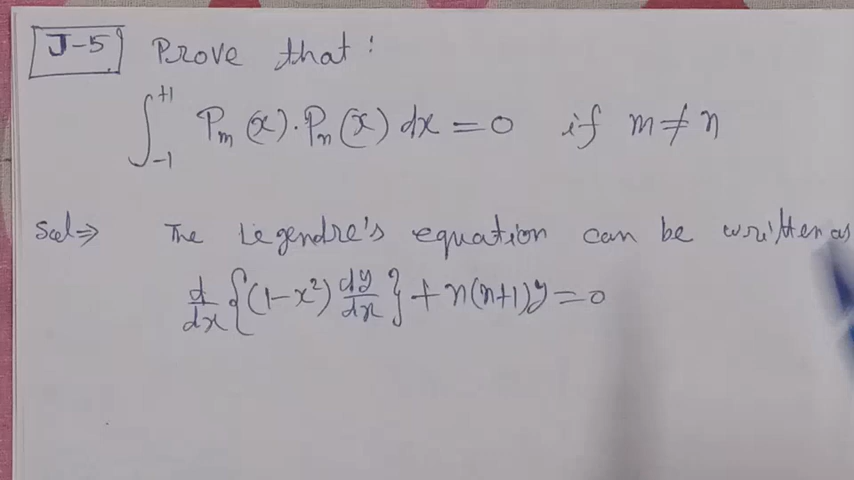 J-5 Prove that:
∫_{-1}^{+1} P_m(x).P_n(x) dx = 0 if m ≠ n
Sol⇒ The Legendre's equation can be written as
d/dx {(1-x²) dy/dx} + n(n+1)y = 0